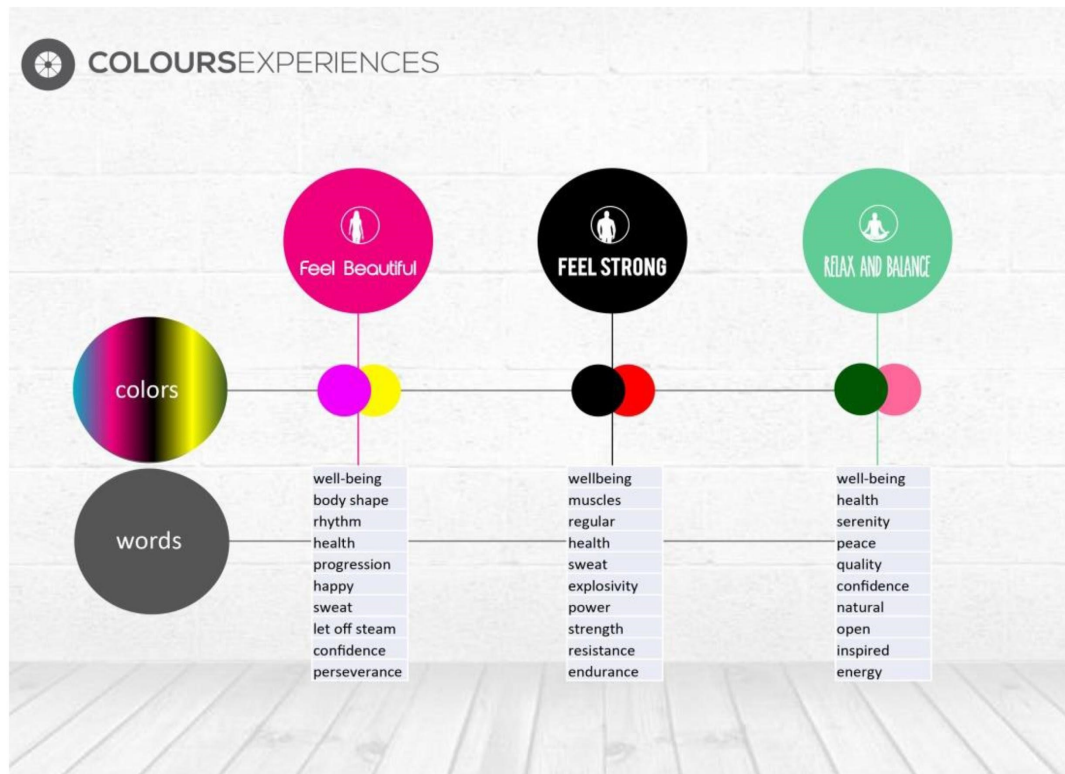 COLOURSEXPERIENCES
Feel Beautiful
FEEL STRONG
RELAX AND BALANCE
colors
words
well-being
body shape
rhythm
health
progression
happy
sweat
let off steam
confidence
perseverance
wellbeing
muscles
regular
health
sweat
explosivity
power
strength
resistance
endurance
well-being
health
serenity
peace
quality
confidence
natural
open
inspired
energy